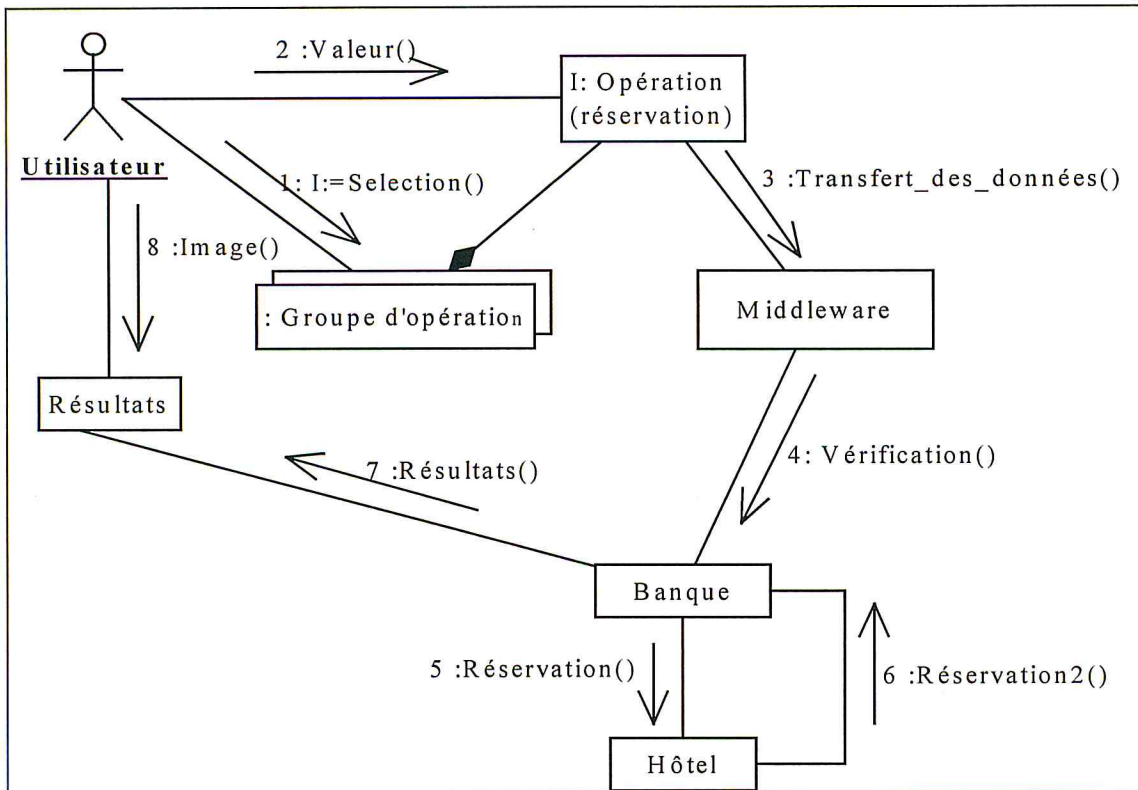 2 :Valeur()
I: Opération
(réservation)
Utilisateur
1: I:=Selection()
3 :Transfert_des_données()
8 :Image()
: Groupe d'opération
Middleware
Résultats
7 :Résultats()
4: Vérification()
Banque
5 :Réservation()
6 :Réservation2()
Hôtel